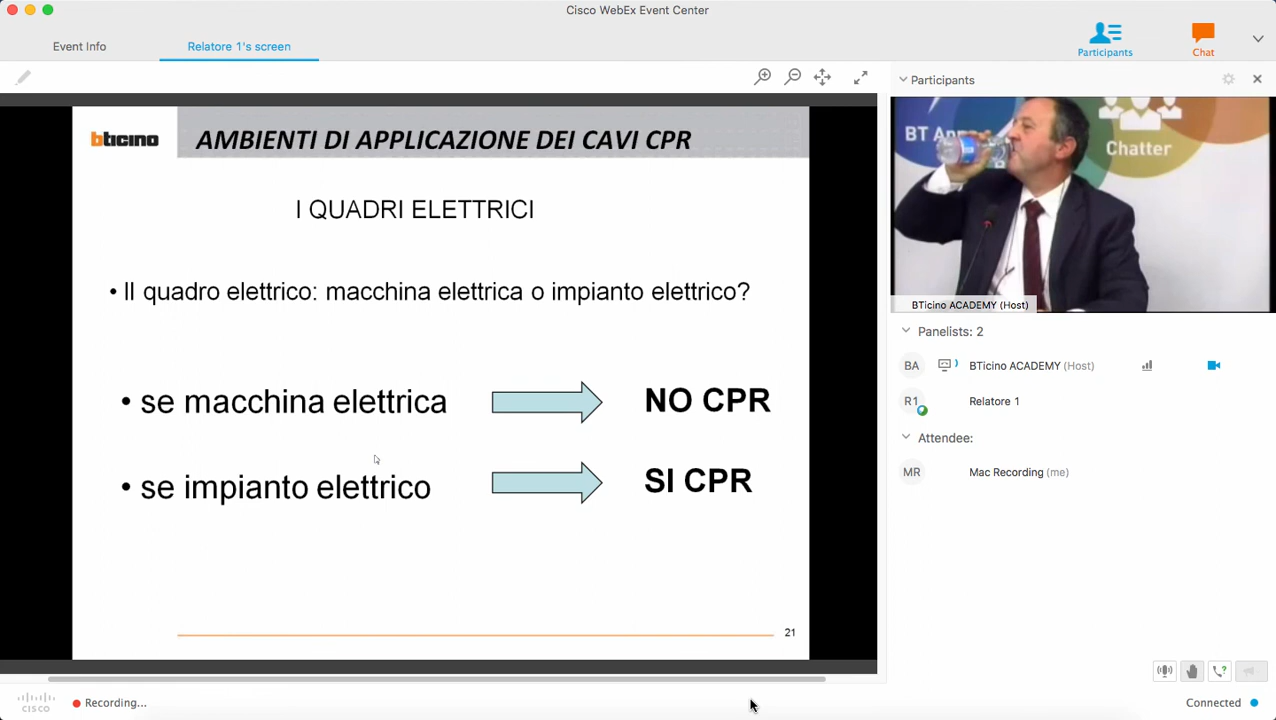 Cisco WebEx Event Center
Event Info
Relatore 1's screen
Participants
Chat
Participants
bticino
AMBIENTI DI APPLICAZIONE DEI CAVI CPR
I QUADRI ELETTRICI
• Il quadro elettrico: macchina elettrica o impianto elettrico?
• se macchina elettrica
NO CPR
• se impianto elettrico
SI CPR
21
BT
Chatter
BTicino ACADEMY (Host)
Panelists: 2
BA
BTicino ACADEMY (Host)
R1
Relatore 1
Attendee:
MR
Mac Recording (me)
CISCO
Recording...
Connected